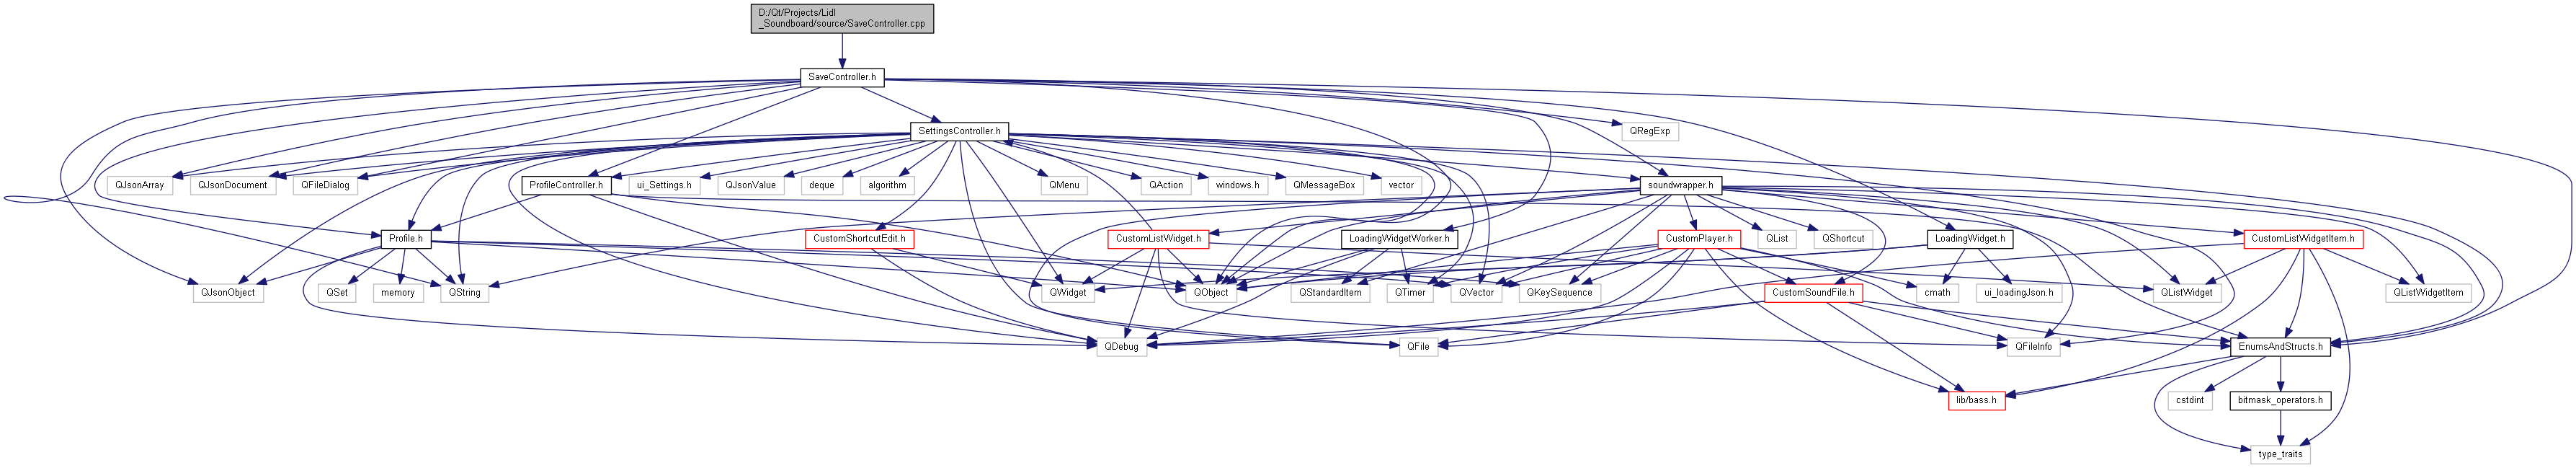 D:/Qt/Projects/Lidl
_Soundboard/source/SaveController.cpp
SaveController.h
SettingsController.h
QRegExp
QJsonArray
QJsonDocument
QFileDialog
ProfileController.h
ui_Settings.h
QJsonValue
deque
algorithm
QMenu
QAction
windows.h
QMessageBox
vector
soundwrapper.h
Profile.h
CustomShortcutEdit.h
CustomListWidget.h
LoadingWidgetWorker.h
CustomPlayer.h
QList
QShortcut
LoadingWidget.h
CustomListWidgetItem.h
QJsonObject
QSet
memory
QString
QWidget
QObject
QStandardItem
QTimer
QVector
QKeySequence
CustomSoundFile.h
cmath
ui_loadingJson.h
QListWidget
QListWidgetItem
QDebug
QFile
QFileInfo
EnumsAndStructs.h
lib/bass.h
cstdint
bitmask_operators.h
type_traits